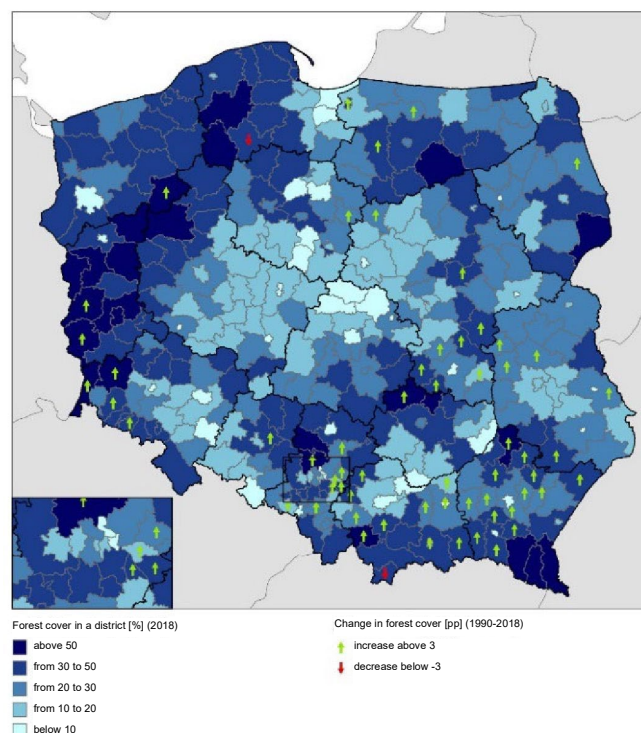 Forest cover in a district [%] (2018)
above 50
from 30 to 50
from 20 to 30
from 10 to 20
below 10
Change in forest cover [pp] (1990-2018)
increase above 3
decrease below -3